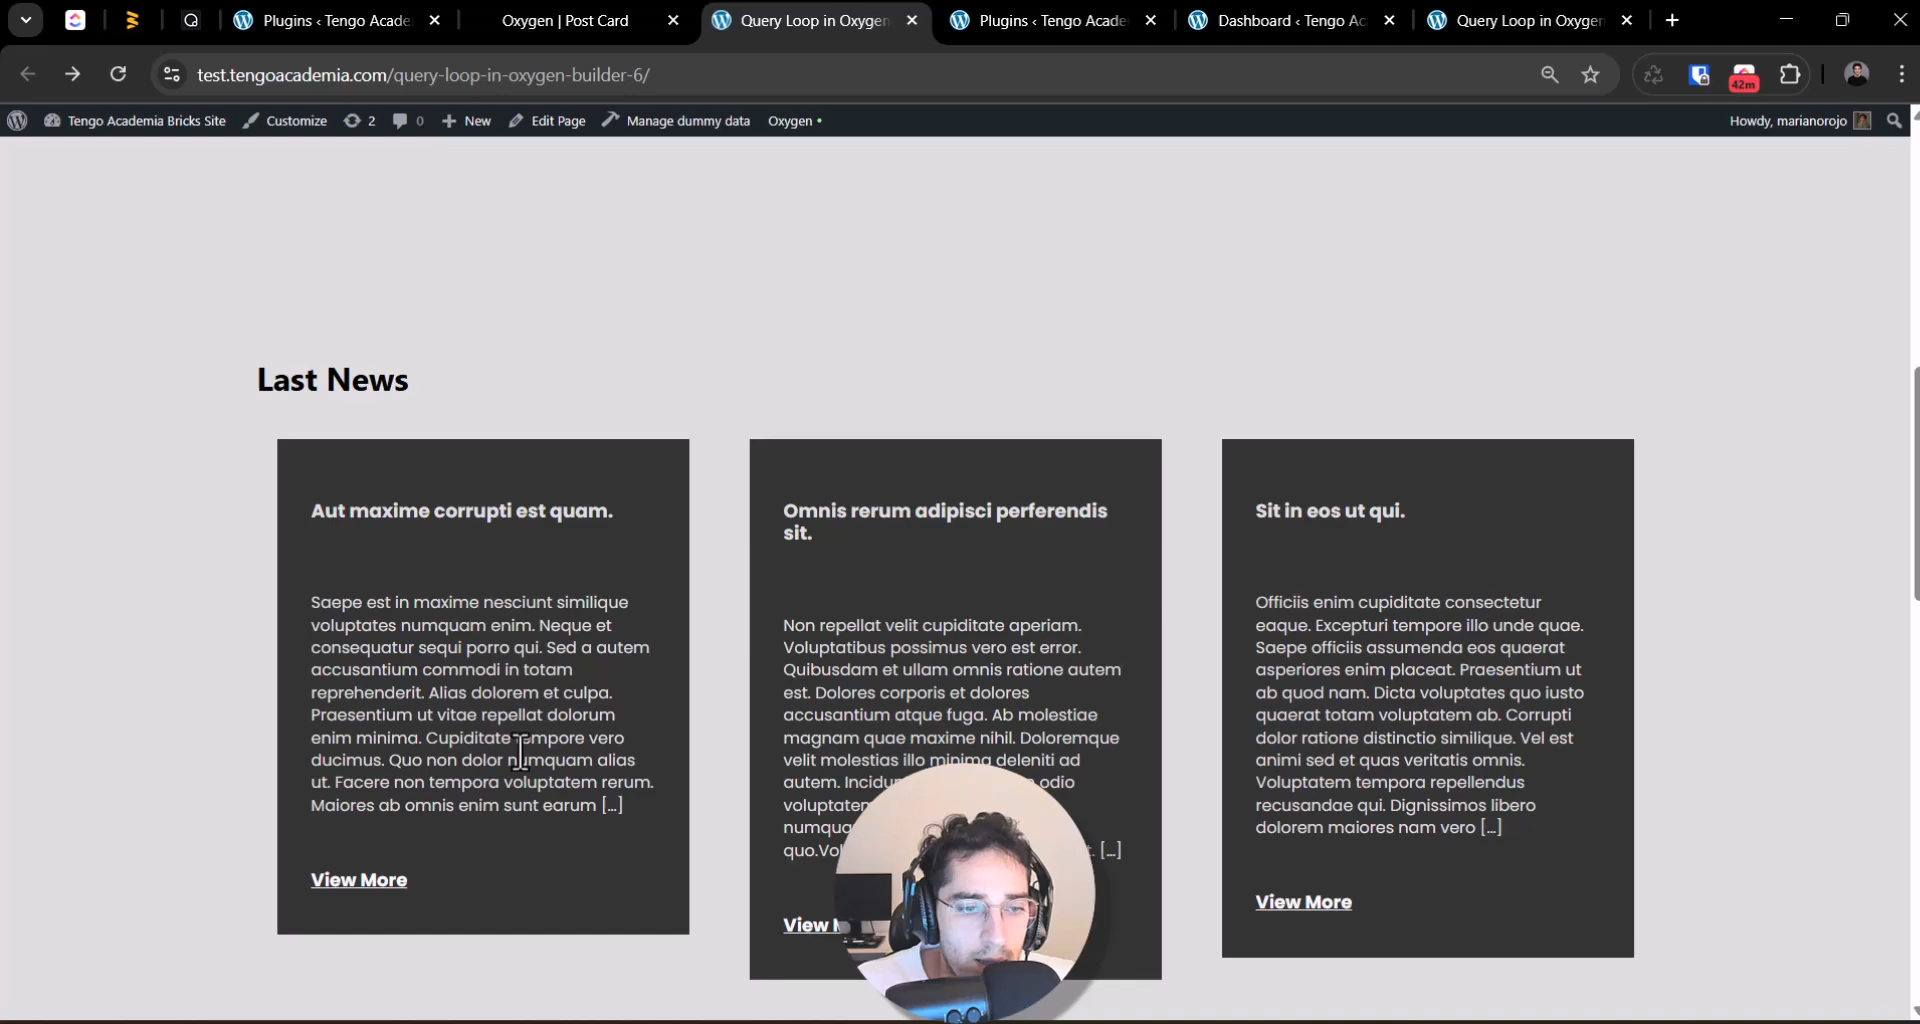 Plugins ‹ Tengo Acade
Oxygen | Post Card
Query Loop in Oxygen
Plugins ‹ Tengo Acade
Dashboard ‹ Tengo Ac
Query Loop in Oxygen
test.tengoacademia.com/query-loop-in-oxygen-builder-6/
42m
Tengo Academia Bricks Site
Customize
2
0
New
Edit Page
Manage dummy data
Oxygen
Howdy, marianorojo
Last News
Aut maxime corrupti est quam.
Saepe est in maxime nesciunt similique
voluptates numquam enim. Neque et
consequatur sequi porro qui. Sed a autem
accusantium commodi in totam
reprehenderit. Alias dolorem et culpa.
Praesentium ut vitae repellat dolorum
enim minima. Cupiditate tempore vero
ducimus. Quo non dolor numquam alias
ut. Facere non tempora voluptatem rerum.
Maiores ab omnis enim sunt earum […]
View More
Omnis rerum adipisci perferendis
sit.
Non repellat velit cupiditate aperiam.
Voluptatibus possimus vero est error.
Quibusdam et ullam omnis ratione autem
est. Dolores corporis et dolores
accusantium atque fuga. Ab molestiae
magnam quae maxime nihil. Doloremque
velit molestias illo minima deleniti ad
autem. odio
quo. […]
View
Sit in eos ut qui.
Officiis enim cupiditate consectetur
eaque. Excepturi tempore illo unde quae.
Saepe officiis assumenda eos quaerat
asperiores enim placeat. Praesentium ut
ab quod nam. Dicta voluptates quo iusto
quaerat totam voluptatem ab. Corrupti
dolor ratione distinctio similique. Vel est
animi sed et quas veritatis omnis.
Voluptatem tempora repellendus
recusandae qui. Dignissimos libero
dolorem maiores nam vero […]
View More